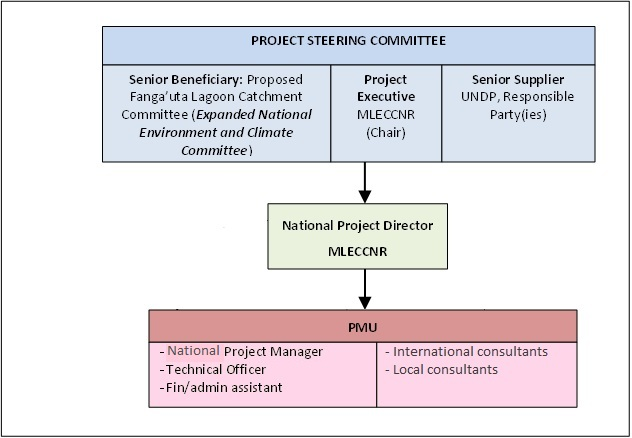 PROJECT STEERING COMMITTEE
Senior Beneficiary: Proposed
Fanga’uta Lagoon Catchment
Committee (Expanded National
Environment and Climate
Committee)
Project
Executive
MLECCNR
(Chair)
Senior Supplier
UNDP, Responsible
Party(ies)
National Project Director
MLECCNR
PMU
- National Project Manager
- Technical Officer
- Fin/admin assistant
- International consultants
- Local consultants